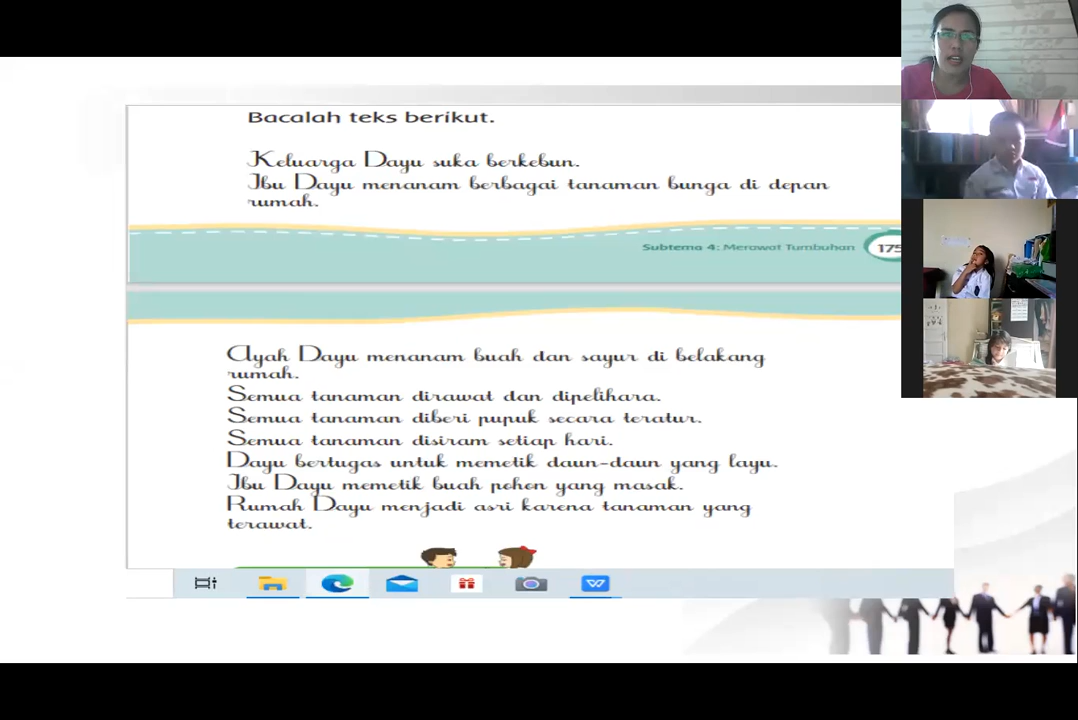 Bacalah teks berikut.
Keluarga Dayu suka berkebun.
Ibu Dayu menanam berbagai tanaman bunga di depan
rumah.
Subtema 4: Merawat Tumbuhan 175
Ayah Dayu menanam buah dan sayur di belakang
rumah.
Semua tanaman dirawat dan dipelihara.
Semua tanaman diberi pupuk secara teratur.
Semua tanaman disiram setiap hari.
Dayu bertugas untuk memetik daun-daun yang layu.
Ibu Dayu memetik buah pohon yang masak.
Rumah Dayu menjadi asri karena tanaman yang
terawat.